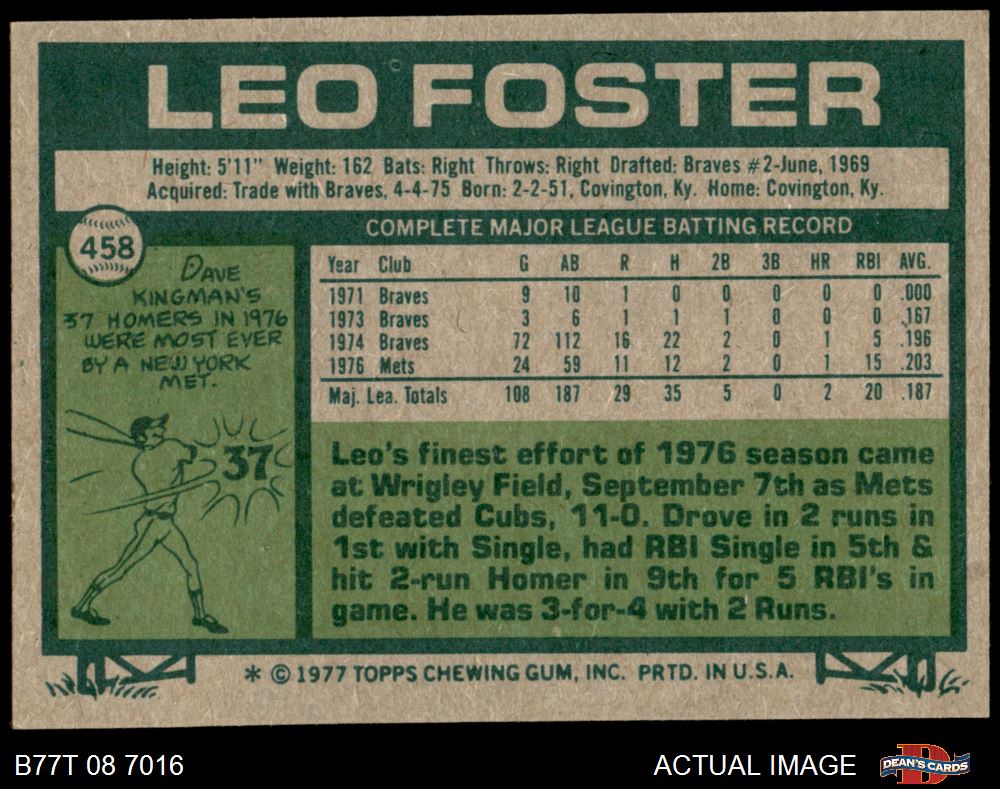 LEO FOSTER
Height: 5'11" Weight: 162 Bats: Right Throws: Right Drafted: Braves #2-June, 1969
Acquired: Trade with Braves, 4-4-75 Born: 2-2-51, Covington, Ky. Home: Covington, Ky.
458
DAVE
KINGMAN'S
37 HOMERS IN 1976
WERE MOST EVER
BY A NEW YORK
MET.
37
COMPLETE MAJOR LEAGUE BATTING RECORD
Year Club G AB R H 2B 3B HR RBI AVG.
1971 Braves 9 10 1 0 0 0 0 0 .000
1973 Braves 3 6 1 1 1 0 0 0 .167
1974 Braves 72 112 16 22 2 0 1 5 .196
1976 Mets 24 59 11 12 2 0 1 15 .203
Maj. Lea. Totals 108 187 29 35 5 0 2 20 .187
Leo's finest effort of 1976 season came
at Wrigley Field, September 7th as Mets
defeated Cubs, 11-0. Drove in 2 runs in
1st with Single, had RBI Single in 5th &
hit 2-run Homer in 9th for 5 RBI's in
game. He was 3-for-4 with 2 Runs.
* © 1977 TOPPS CHEWING GUM, INC. PRTD. IN U.S.A.
B77T 08 7016
ACTUAL IMAGE
D
DEAN'S CARDS